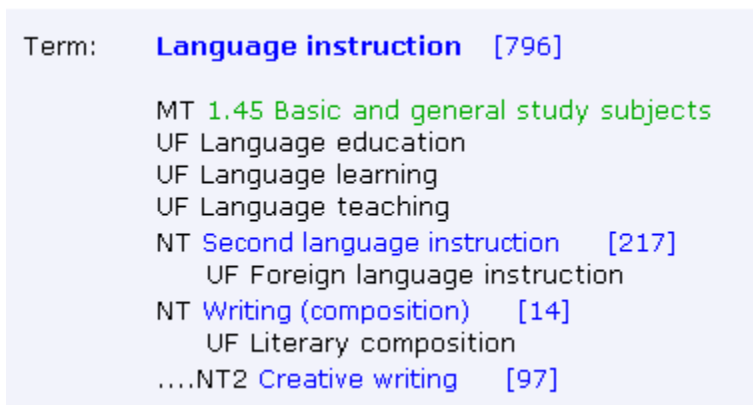 Term: Language instruction [796]
MT 1.45 Basic and general study subjects
UF Language education
UF Language learning
UF Language teaching
NT Second language instruction [217]
UF Foreign language instruction
NT Writing (composition) [14]
UF Literary composition
....NT2 Creative writing [97]